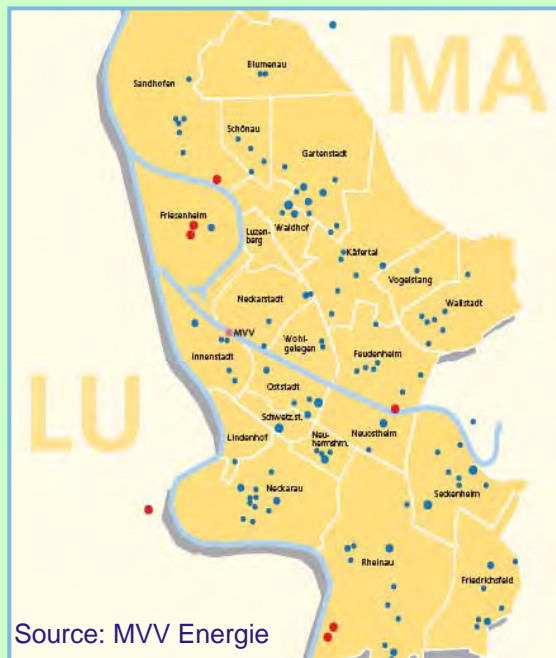 MA
Blumenau
Sandhofen
Schönau
Gartenstadt
Friesenheim
Luzen-
berg
Waldhof
Käfertal
Vogelstang
Neckarstadt
Wallstadt
MVV
Wohl-
gelegen
Innenstadt
Feudenheim
Oststadt
LU
Schwetz.st.
Lindenhof
Neu-
hermshm.
Neuostheim
Neckarau
Seckenheim
Rheinau
Friedrichsfeld
Source: MVV Energie